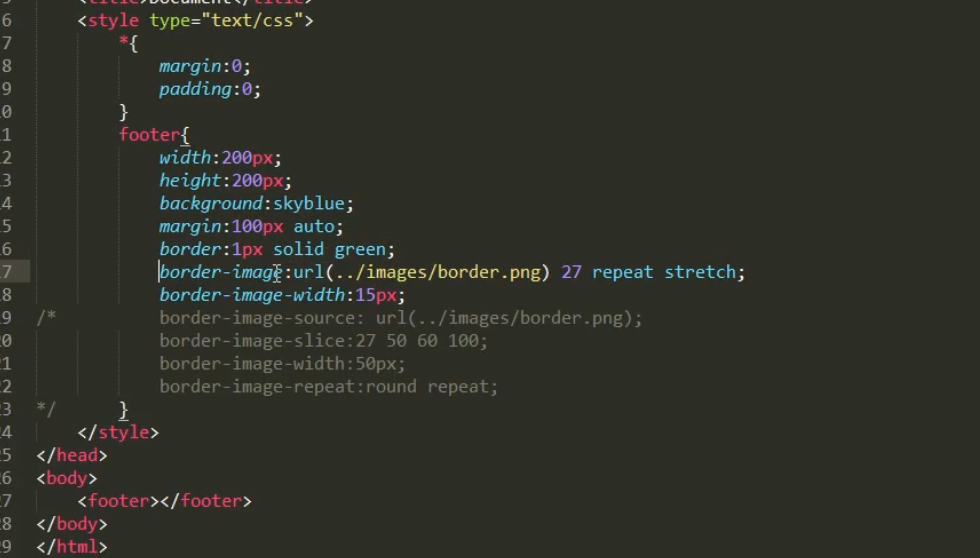 5 <title>Document</title>
6 <style type="text/css">
7 *{
8 margin:0;
9 padding:0;
0 }
1 footer{
2 width:200px;
3 height:200px;
4 background:skyblue;
5 margin:100px auto;
6 border:1px solid green;
7 border-image:url(../images/border.png) 27 repeat stretch;
8 border-image-width:15px;
9 /* border-image-source: url(../images/border.png);
0 border-image-slice:27 50 60 100;
1 border-image-width:50px;
2 border-image-repeat:round repeat;
3 */ }
4 </style>
5 </head>
6 <body>
7 <footer></footer>
8 </body>
9 </html>